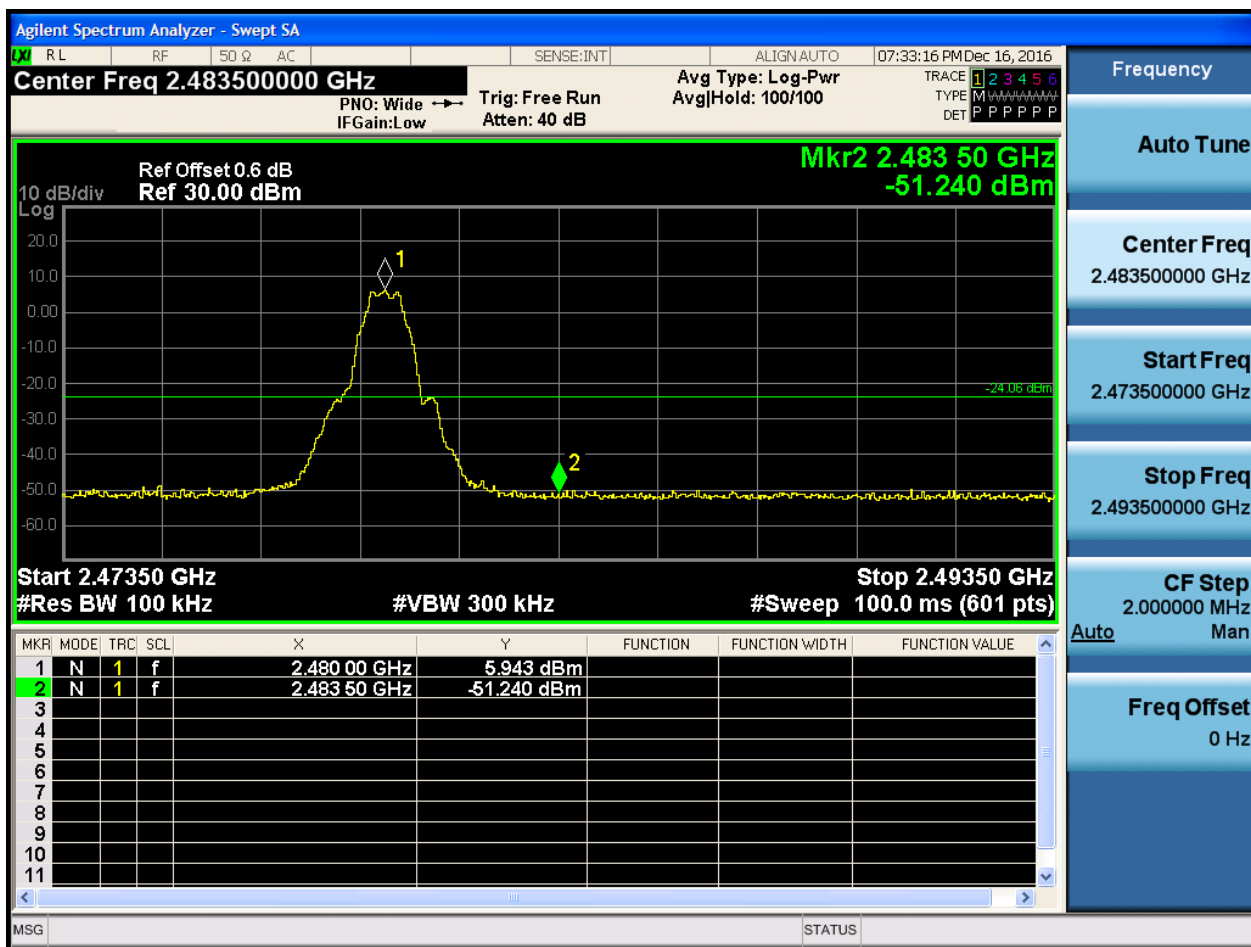 Agilent Spectrum Analyzer - Swept SA
LXI RL RF 50 Ω AC SENSE:INT ALIGN AUTO 07:33:16 PM Dec 16, 2016
Center Freq 2.483500000 GHz
PNO: Wide
IFGain:Low
Trig: Free Run
Atten: 40 dB
Avg Type: Log-Pwr
Avg|Hold: 100/100
TRACE 1 2 3 4 5 6
TYPE M
DET P P P P P P
Ref Offset 0.6 dB
10 dB/div Ref 30.00 dBm
Log
Mkr2 2.483 50 GHz
-51.240 dBm
20.0
10.0
0.00
-10.0
-20.0
-30.0
-40.0
-50.0
-60.0
1
2
-24.06 dBm
Start 2.47350 GHz Stop 2.49350 GHz
#Res BW 100 kHz #VBW 300 kHz #Sweep 100.0 ms (601 pts)
MKR MODE TRC SCL X Y FUNCTION FUNCTION WIDTH FUNCTION VALUE
1 N 1 f 2.480 00 GHz 5.943 dBm
2 N 1 f 2.483 50 GHz -51.240 dBm
3
4
5
6
7
8
9
10
11
MSG STATUS
Frequency
Auto Tune
Center Freq
2.483500000 GHz
Start Freq
2.473500000 GHz
Stop Freq
2.493500000 GHz
CF Step
2.000000 MHz
Auto Man
Freq Offset
0 Hz